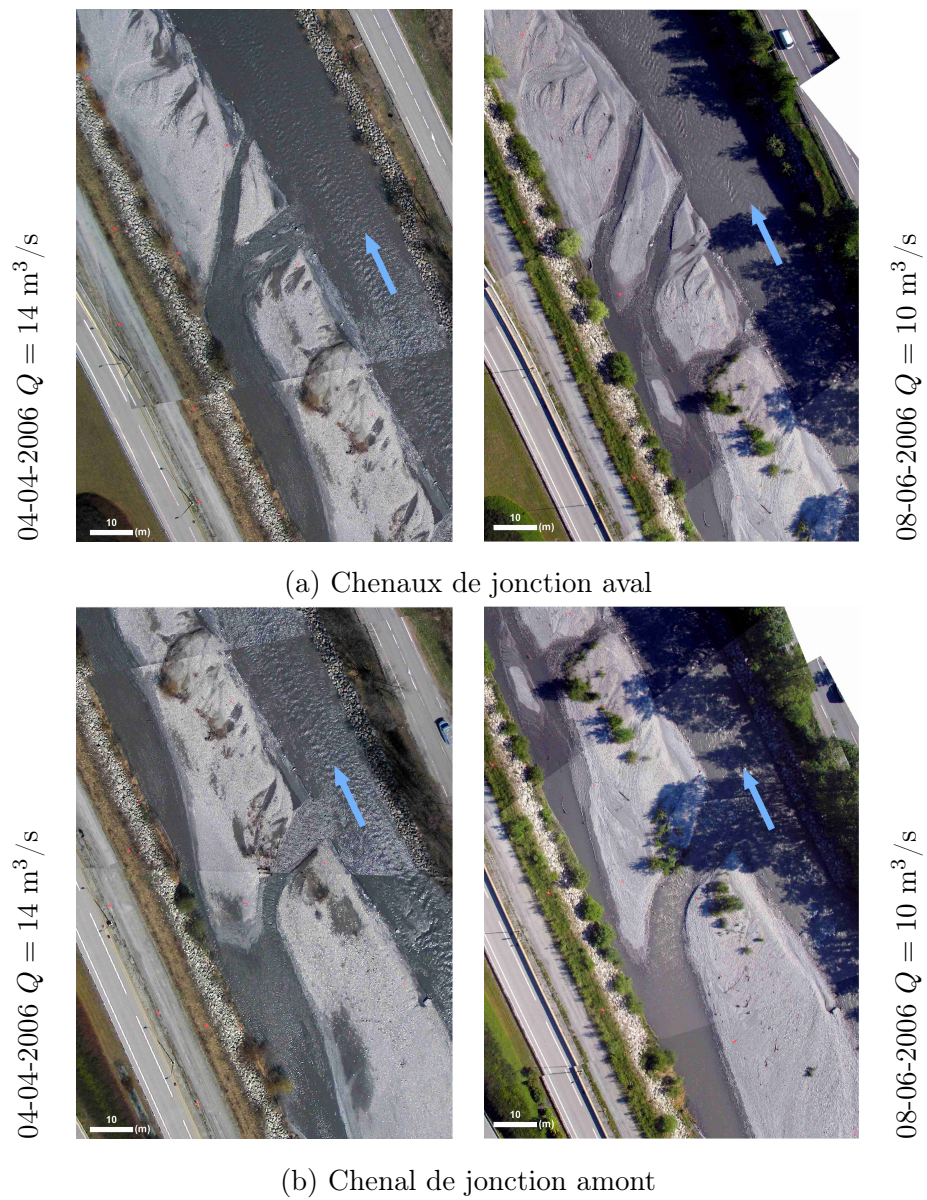 04-04-2006 Q = 14 m³/s
10
(m)
08-06-2006 Q = 10 m³/s
10
(m)
(a) Chenaux de jonction aval
04-04-2006 Q = 14 m³/s
10
(m)
08-06-2006 Q = 10 m³/s
10
(m)
(b) Chenal de jonction amont